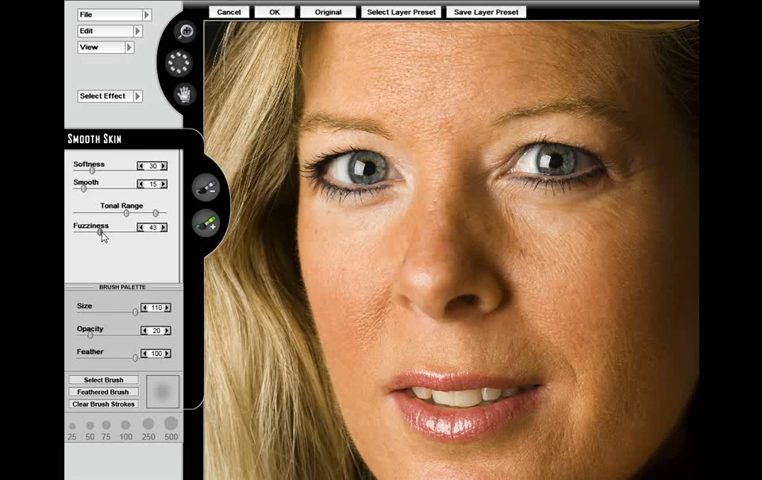 File
Edit
View
Select Effect
Cancel
OK
Original
Select Layer Preset
Save Layer Preset
SMOOTH SKIN
Softness 30
Smooth 15
Tonal Range
Fuzziness 43
BRUSH PALETTE
Size 110
Opacity 20
Feather 100
Select Brush
Feathered Brush
Clear Brush Strokes
25 50 75 100 250 500